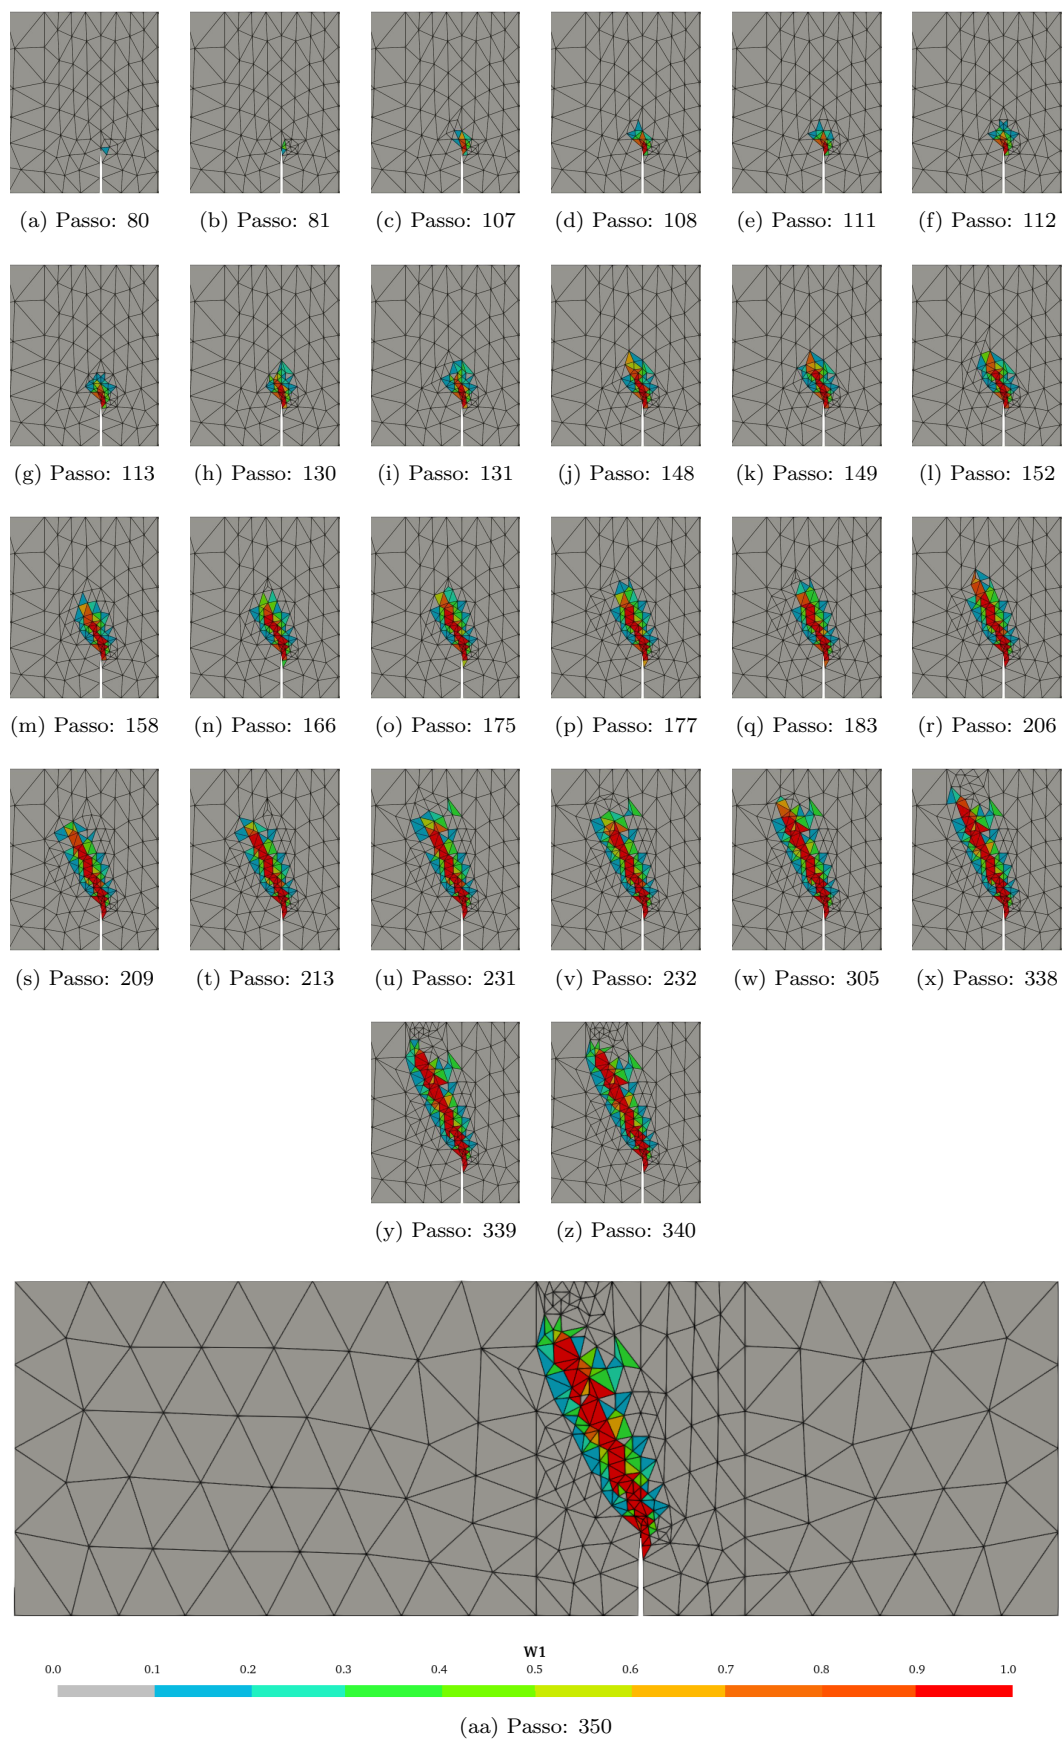 (a) Passo: 80 (b) Passo: 81 (c) Passo: 107 (d) Passo: 108 (e) Passo: 111 (f) Passo: 112
(g) Passo: 113 (h) Passo: 130 (i) Passo: 131 (j) Passo: 148 (k) Passo: 149 (l) Passo: 152
(m) Passo: 158 (n) Passo: 166 (o) Passo: 175 (p) Passo: 177 (q) Passo: 183 (r) Passo: 206
(s) Passo: 209 (t) Passo: 213 (u) Passo: 231 (v) Passo: 232 (w) Passo: 305 (x) Passo: 338
(y) Passo: 339 (z) Passo: 340
W1
0.0 0.1 0.2 0.3 0.4 0.5 0.6 0.7 0.8 0.9 1.0
(aa) Passo: 350